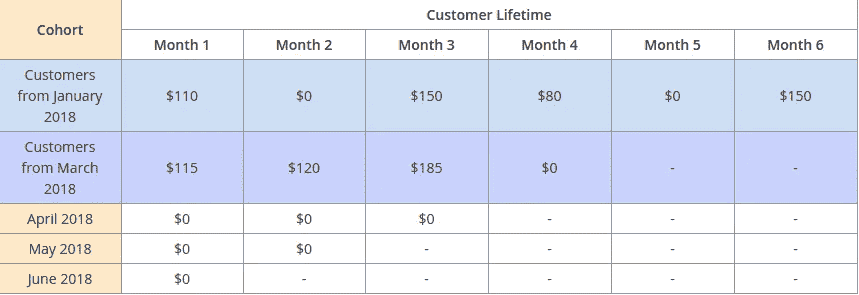 Cohort
Customer Lifetime
Month 1 Month 2 Month 3 Month 4 Month 5 Month 6
Customers
from January
2018
$110 $0 $150 $80 $0 $150
Customers
from March
2018
$115 $120 $185 $0 - -
April 2018 $0 $0 $0 - - -
May 2018 $0 $0 - - - -
June 2018 $0 - - - - -